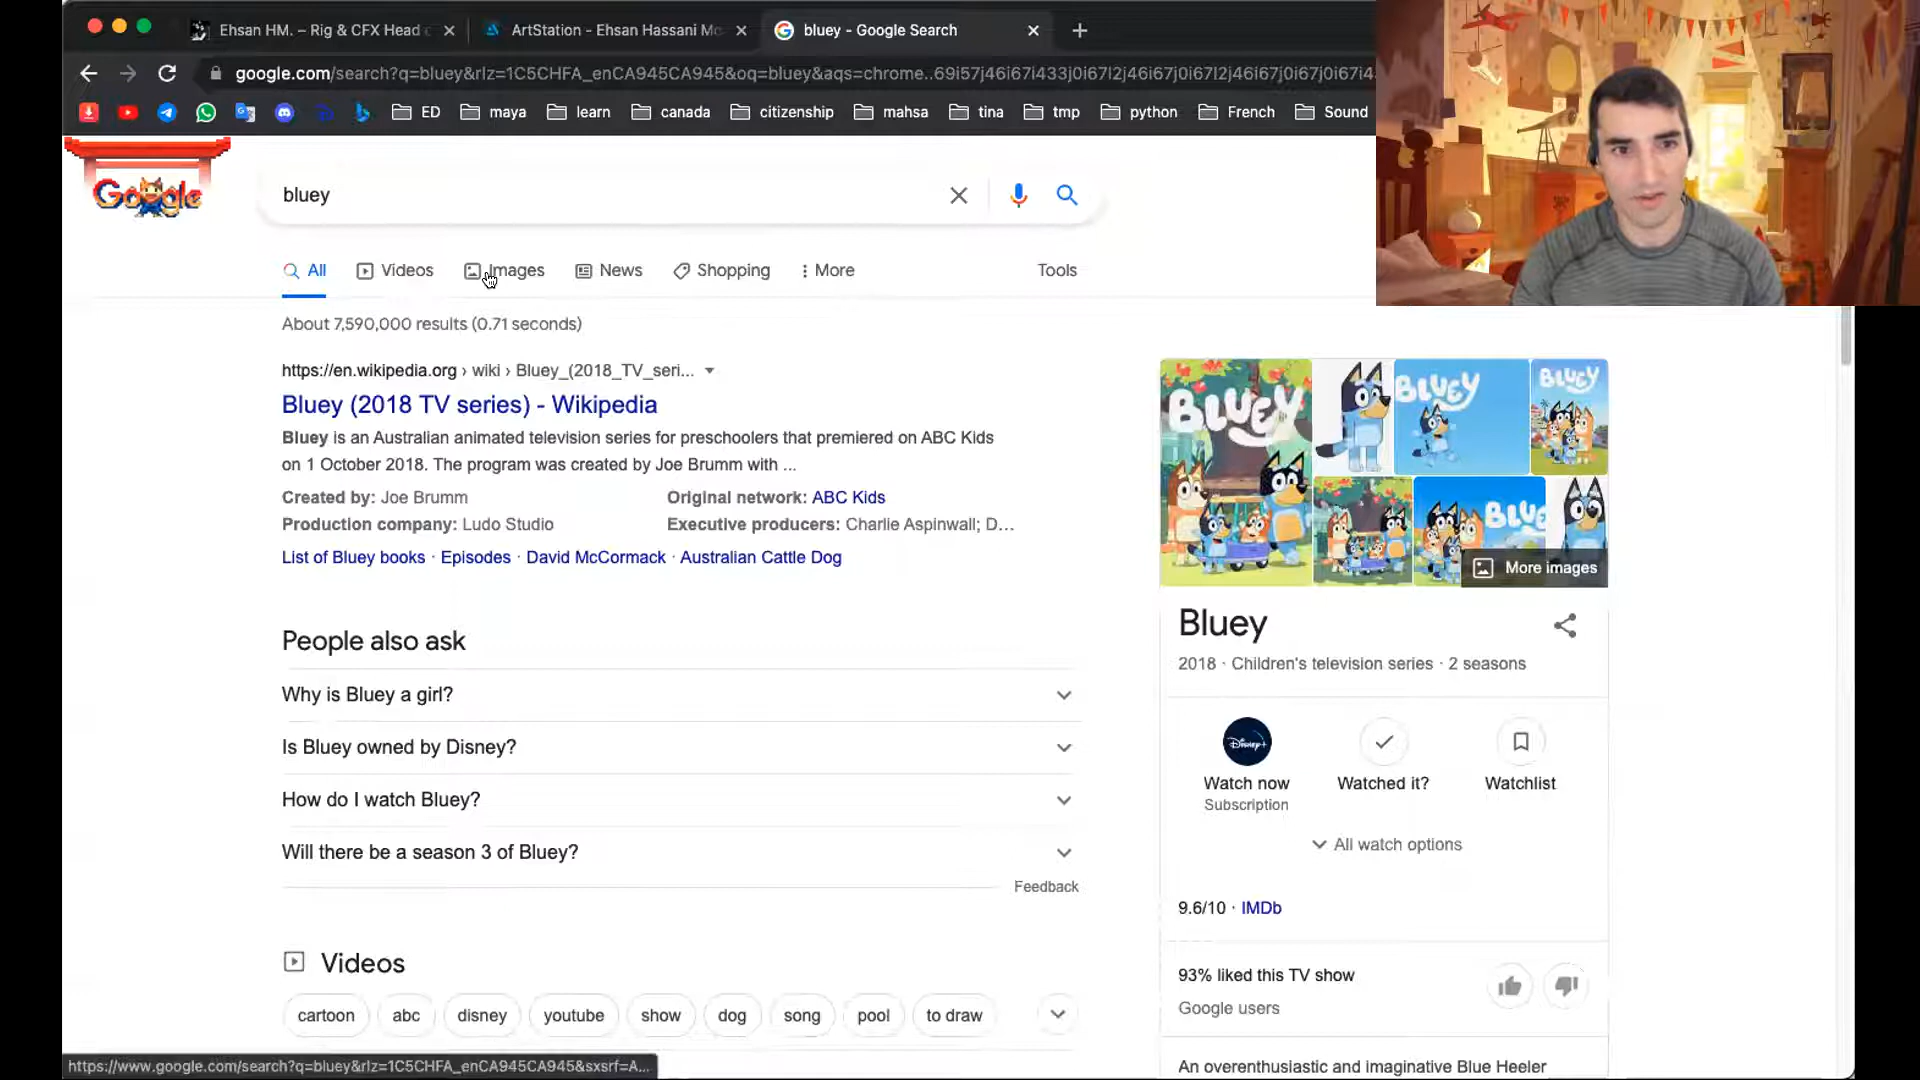 Ehsan HM. – Rig & CFX Head
ArtStation - Ehsan Hassani Mo
bluey - Google Search
google.com/search?q=bluey&rlz=1C5CHFA_enCA945CA945&oq=bluey&aqs=chrome..69i57j46i67i433j0i67l2j46i67j0i67l2j46i67j0i67j0i67j0i67i4
ED
maya
learn
canada
citizenship
mahsa
tina
tmp
python
French
Sound
Google
bluey
All
Videos
Images
News
Shopping
More
Tools
About 7,590,000 results (0.71 seconds)
https://en.wikipedia.org › wiki › Bluey_(2018_TV_seri...
Bluey (2018 TV series) - Wikipedia
Bluey is an Australian animated television series for preschoolers that premiered on ABC Kids
on 1 October 2018. The program was created by Joe Brumm with ...
Created by: Joe Brumm
Original network: ABC Kids
Production company: Ludo Studio
Executive producers: Charlie Aspinwall; D...
List of Bluey books · Episodes · David McCormack · Australian Cattle Dog
People also ask
Why is Bluey a girl?
Is Bluey owned by Disney?
How do I watch Bluey?
Will there be a season 3 of Bluey?
Feedback
Videos
cartoon
abc
disney
youtube
show
dog
song
pool
to draw
BLUEY
BLUEY
BLUEY
BLUE
More images
Bluey
2018 · Children's television series · 2 seasons
Disney+
Watch now
Subscription
Watched it?
Watchlist
All watch options
9.6/10 · IMDb
93% liked this TV show
Google users
An overenthusiastic and imaginative Blue Heeler
https://www.google.com/search?q=bluey&rlz=1C5CHFA_enCA945CA945&sxsrf=A...